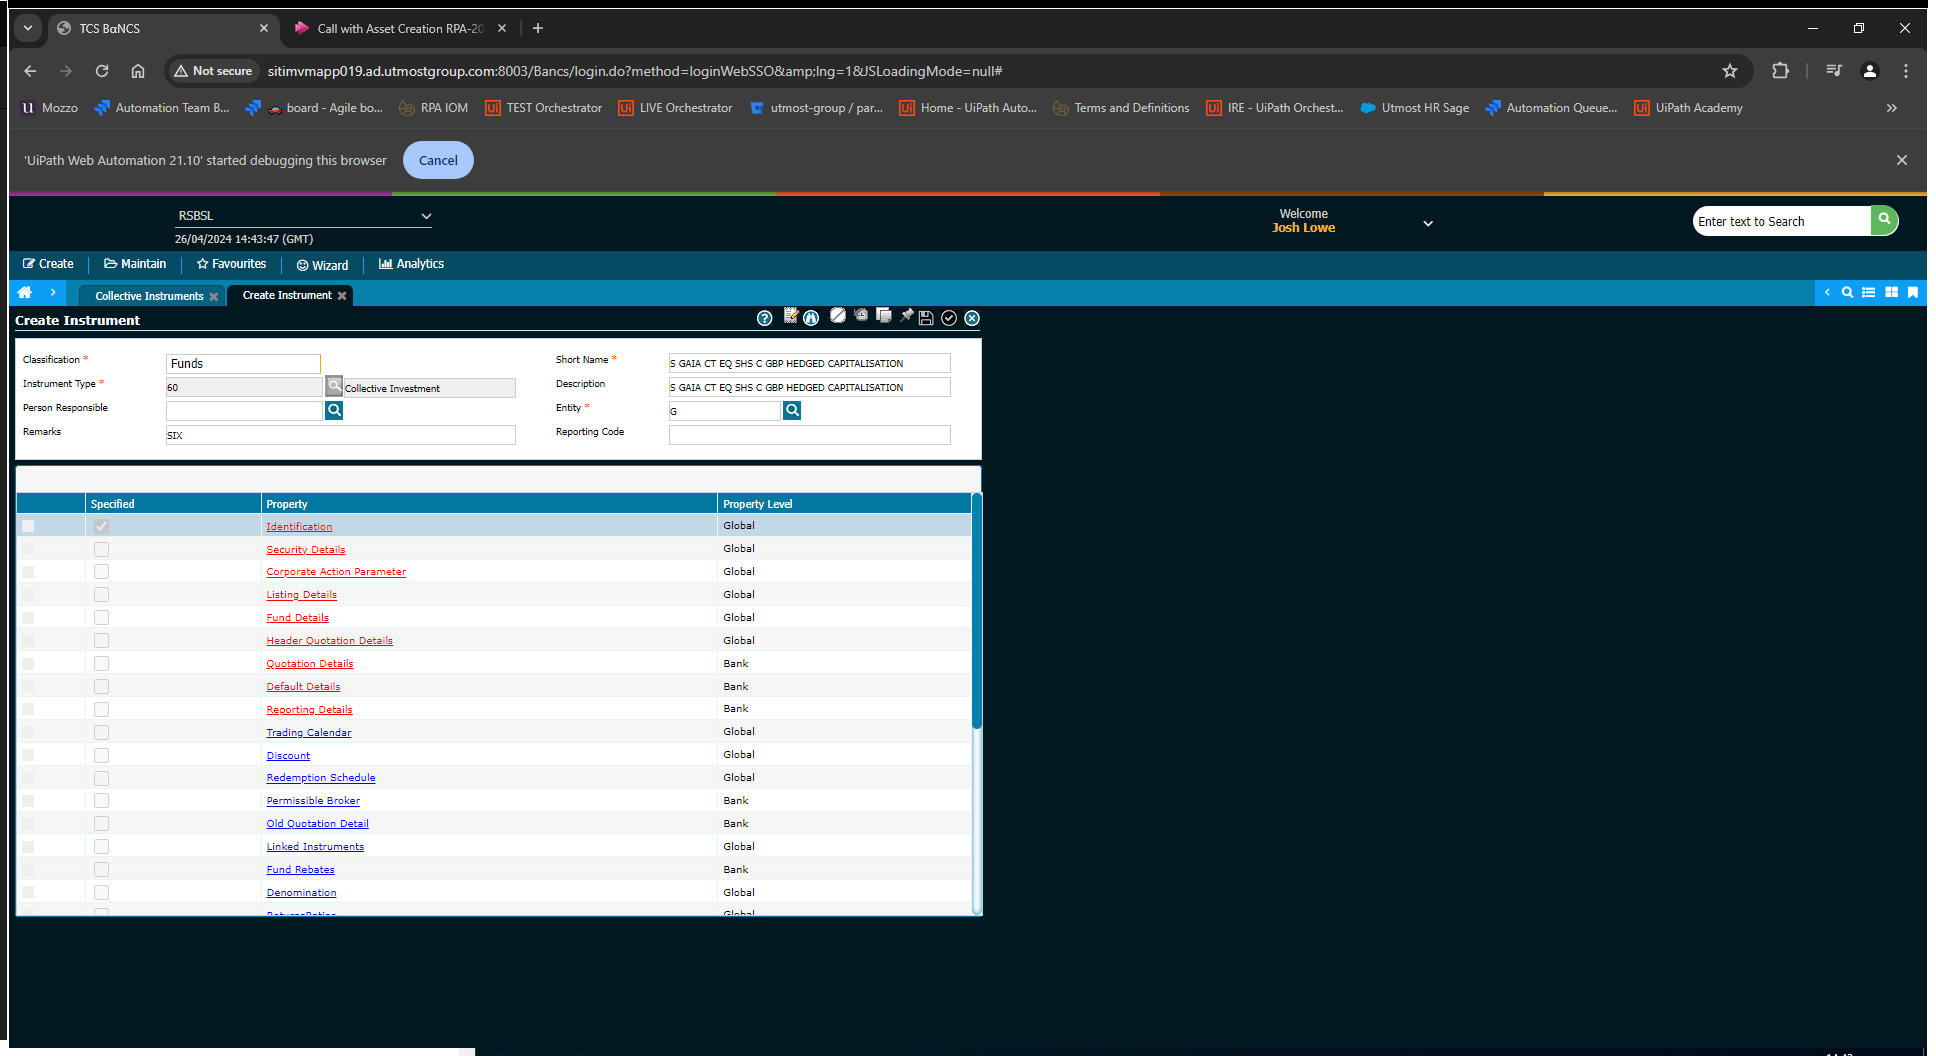 TCS BαNCS
Call with Asset Creation RPA-20
Not secure
sitimvmapp019.ad.utmostgroup.com:8003/Bancs/login.do?method=loginWebSSO&amp;lng=1&JSLoadingMode=null#
Mozzo
Automation Team B...
board - Agile bo...
RPA IOM
TEST Orchestrator
LIVE Orchestrator
utmost-group / par...
Home - UiPath Auto...
Terms and Definitions
IRE - UiPath Orchest...
Utmost HR Sage
Automation Queue...
UiPath Academy
'UiPath Web Automation 21.10' started debugging this browser
Cancel
RSBSL
26/04/2024 14:43:47 (GMT)
Welcome
Josh Lowe
Enter text to Search
Create
Maintain
Favourites
Wizard
Analytics
Collective Instruments
Create Instrument
Create Instrument
Classification * Funds
Short Name * S GAIA CT EQ SHS C GBP HEDGED CAPITALISATION
Instrument Type * 60 Collective Investment
Description S GAIA CT EQ SHS C GBP HEDGED CAPITALISATION
Person Responsible
Entity * G
Remarks SIX
Reporting Code
Specified Property Property Level
Identification Global
Security Details Global
Corporate Action Parameter Global
Listing Details Global
Fund Details Global
Header Quotation Details Global
Quotation Details Bank
Default Details Bank
Reporting Details Bank
Trading Calendar Global
Discount Global
Redemption Schedule Global
Permissible Broker Bank
Old Quotation Detail Bank
Linked Instruments Global
Fund Rebates Bank
Denomination Global
Global